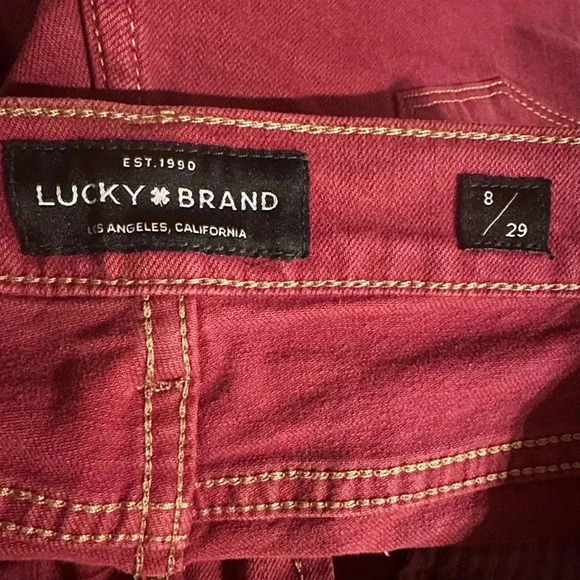 EST.1990
LUCKY BRAND
LOS ANGELES, CALIFORNIA
8/29